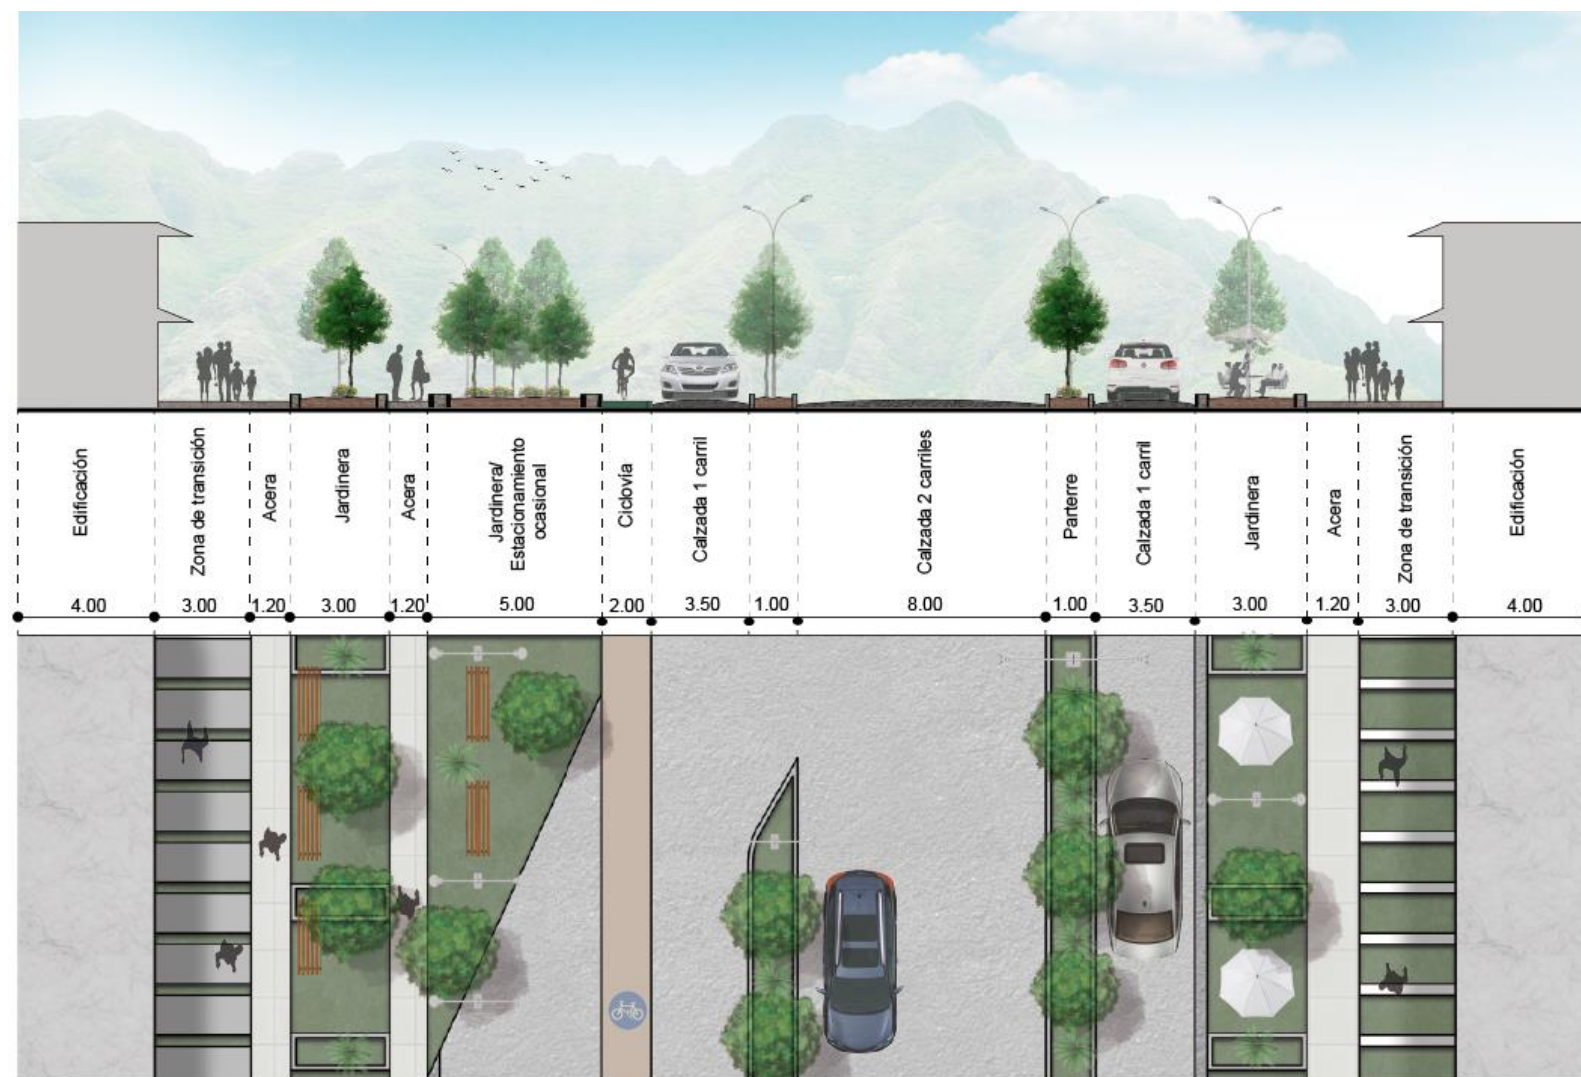 Edificación
Zona de transición
Acera
Jardinera
Acera
Jardinera/
Estacionamiento
ocasional
Ciclovía
Calzada 1 carril
Calzada 2 carriles
Parterre
Calzada 1 carril
Jardinera
Acera
Zona de transición
Edificación
4.00
3.00
1.20
3.00
1.20
5.00
2.00
3.50
1.00
8.00
1.00
3.50
3.00
1.20
3.00
4.00